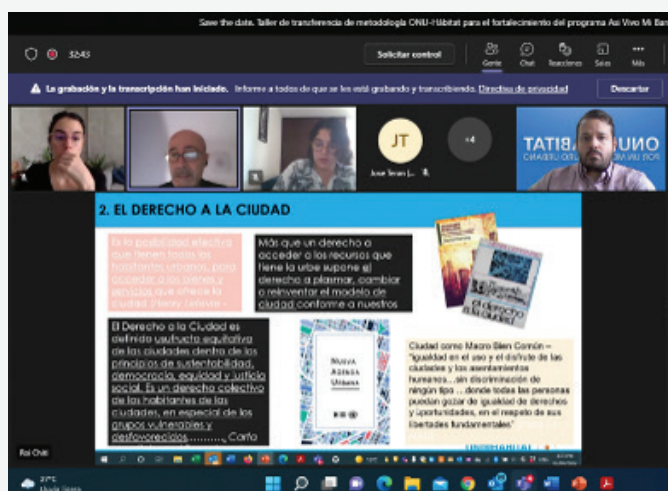 Save the date. Taller de transferencia de metodología ONU-Hábitat para el fortalecimiento del programa Así Vivo Mi Bar
32:43
Solicitar control
Gente
Chat
Reacciones
Salas
Más
La grabación y la transcripción han iniciado. Informe a todos de que se les está grabando y transcribiendo. Directiva de privacidad
Descartar
JT
+4
Jose Teran (...
ONU HABITAT
2. EL DERECHO A LA CIUDAD
Es la posibilidad efectiva
que tienen todos los
habitantes urbanos, para
acceder a los bienes y
servicios que ofrece la
ciudad (Henry Lefevre -
Más que un derecho a
acceder a los recursos que
tiene la urbe supone el
derecho a plasmar, cambiar
o reinventar el modelo de
ciudad conforme a nuestros
El Derecho a la Ciudad es
definido usufructo equitativo
de las ciudades dentro de los
principios de sustentabilidad,
democracia, equidad y justicia
social. Es un derecho colectivo
de los habitantes de las
ciudades, en especial de los
grupos vulnerables y
desfavorecidos.......... Carta
NUEVA
AGENDA
URBANA
el derecho a
la ciudad
Ciudad como Macro Bien Común –
"igualdad en el uso y el disfrute de las
ciudades y los asentamientos
humanos...sin discriminación de
ningún tipo ...donde todas las personas
puedan gozar de igualdad de derechos
y oportunidades, en el respeto de sus
libertades fundamentales"